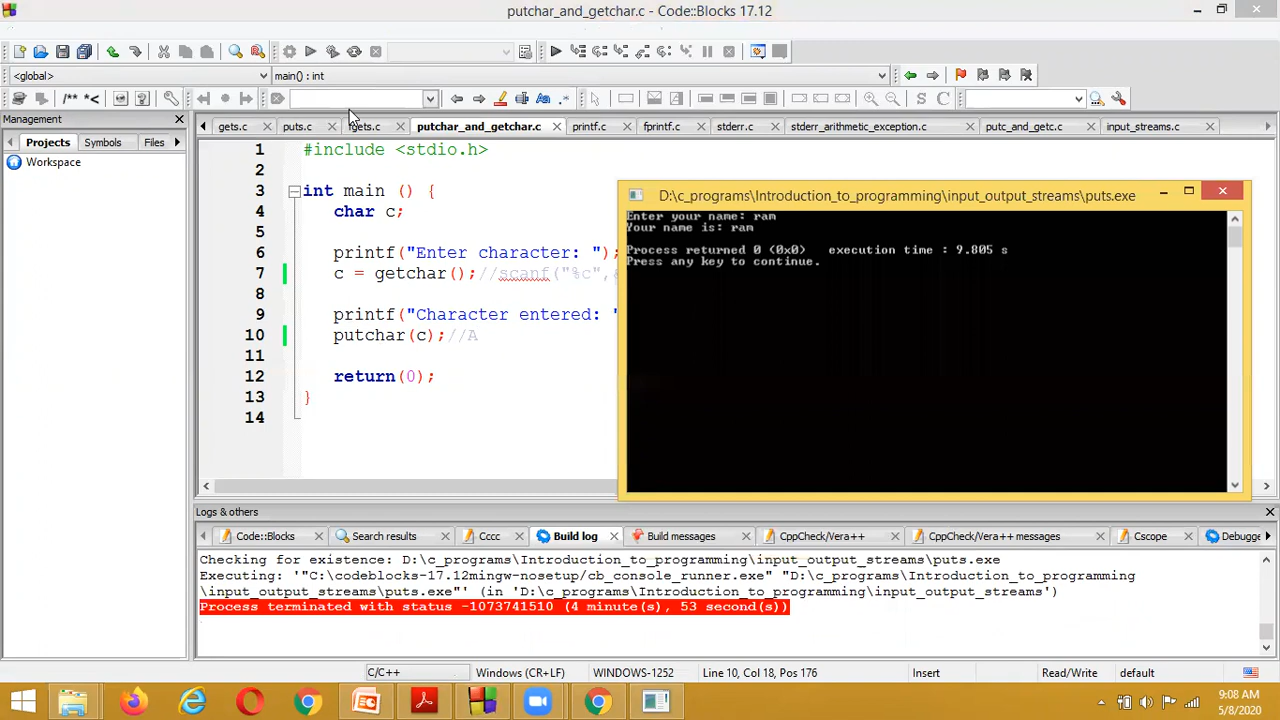 putchar_and_getchar.c - Code::Blocks 17.12
<global>
main() : int
/** *<
.*
S C
Management
gets.c
puts.c
fgets.c
putchar_and_getchar.c
printf.c
fprintf.c
stderr.c
stderr_arithmetic_exception.c
putc_and_getc.c
input_streams.c
Projects
Symbols
Files
Workspace
1 #include <stdio.h>
2
3 int main () {
4 char c;
5
6 printf("Enter character: ");
7 c = getchar();//scanf("%c",
8
9 printf("Character entered: "
10 putchar(c);//A
11
12 return(0);
13 }
14
D:\c_programs\Introduction_to_programming\input_output_streams\puts.exe
Enter your name: ram
Your name is: ram
Process returned 0 (0x0) execution time : 9.805 s
Press any key to continue.
Logs & others
Code::Blocks
Search results
Cccc
Build log
Build messages
CppCheck/Vera++
CppCheck/Vera++ messages
Cscope
Debugge
Checking for existence: D:\c_programs\Introduction_to_programming\input_output_streams\puts.exe
Executing: '"C:\codeblocks-17.12mingw-nosetup/cb_console_runner.exe" "D:\c_programs\Introduction_to_programming
\input_output_streams\puts.exe"' (in 'D:\c_programs\Introduction_to_programming\input_output_streams')
Process terminated with status -1073741510 (4 minute(s), 53 second(s))
C/C++
Windows (CR+LF)
WINDOWS-1252
Line 10, Col 18, Pos 176
Insert
Read/Write
default
9:08 AM
5/8/2020